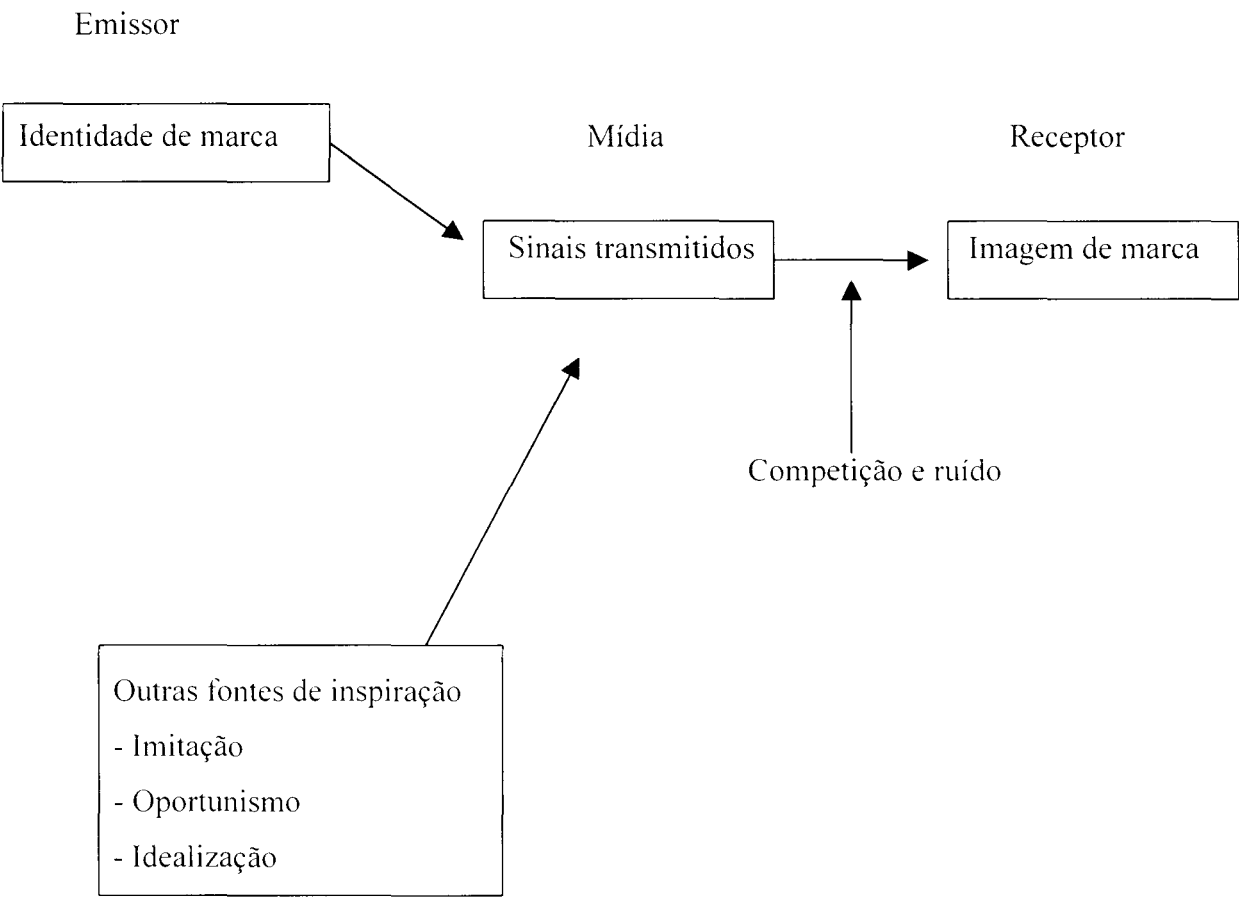 Emissor
Identidade de marca
Mídia
Receptor
Sinais transmitidos
Imagem de marca
Competição e ruído
Outras fontes de inspiração
- Imitação
- Oportunismo
- Idealização